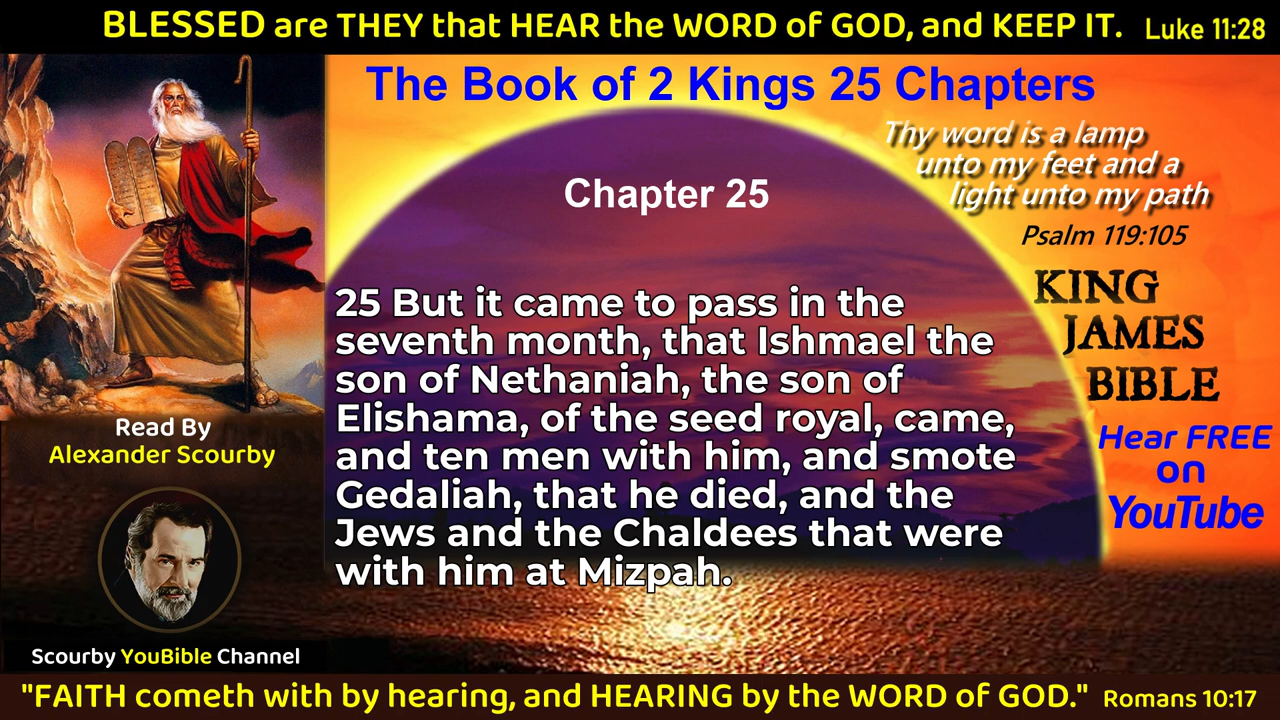 BLESSED are THEY that HEAR the WORD of GOD, and KEEP IT. Luke 11:28
The Book of 2 Kings 25 Chapters
Thy word is a lamp
unto my feet and a
light unto my path
Psalm 119:105
Chapter 25
KING
JAMES
BIBLE
25 But it came to pass in the
seventh month, that Ishmael the
son of Nethaniah, the son of
Elishama, of the seed royal, came,
and ten men with him, and smote
Gedaliah, that he died, and the
Jews and the Chaldees that were
with him at Mizpah.
Hear FREE
on
YouTube
Read By
Alexander Scourby
Scourby YouBible Channel
"FAITH cometh with by hearing, and HEARING by the WORD of GOD." Romans 10:17